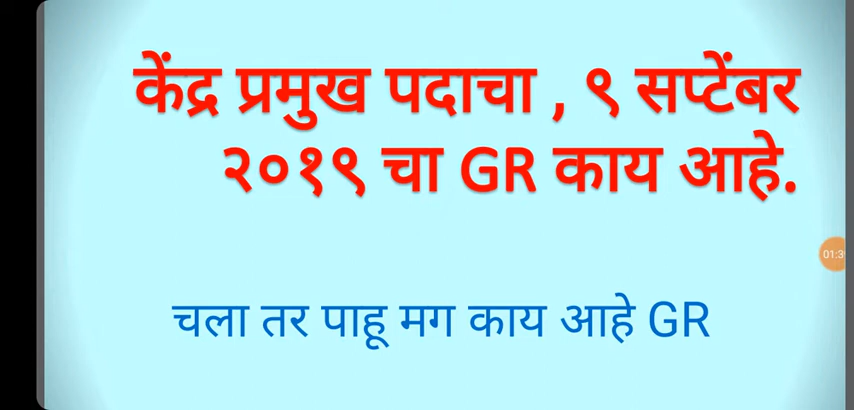 केंद्र प्रमुख पदाचा , ९ सप्टेंबर
२०१९ चा GR काय आहे.
चला तर पाहू मग काय आहे GR